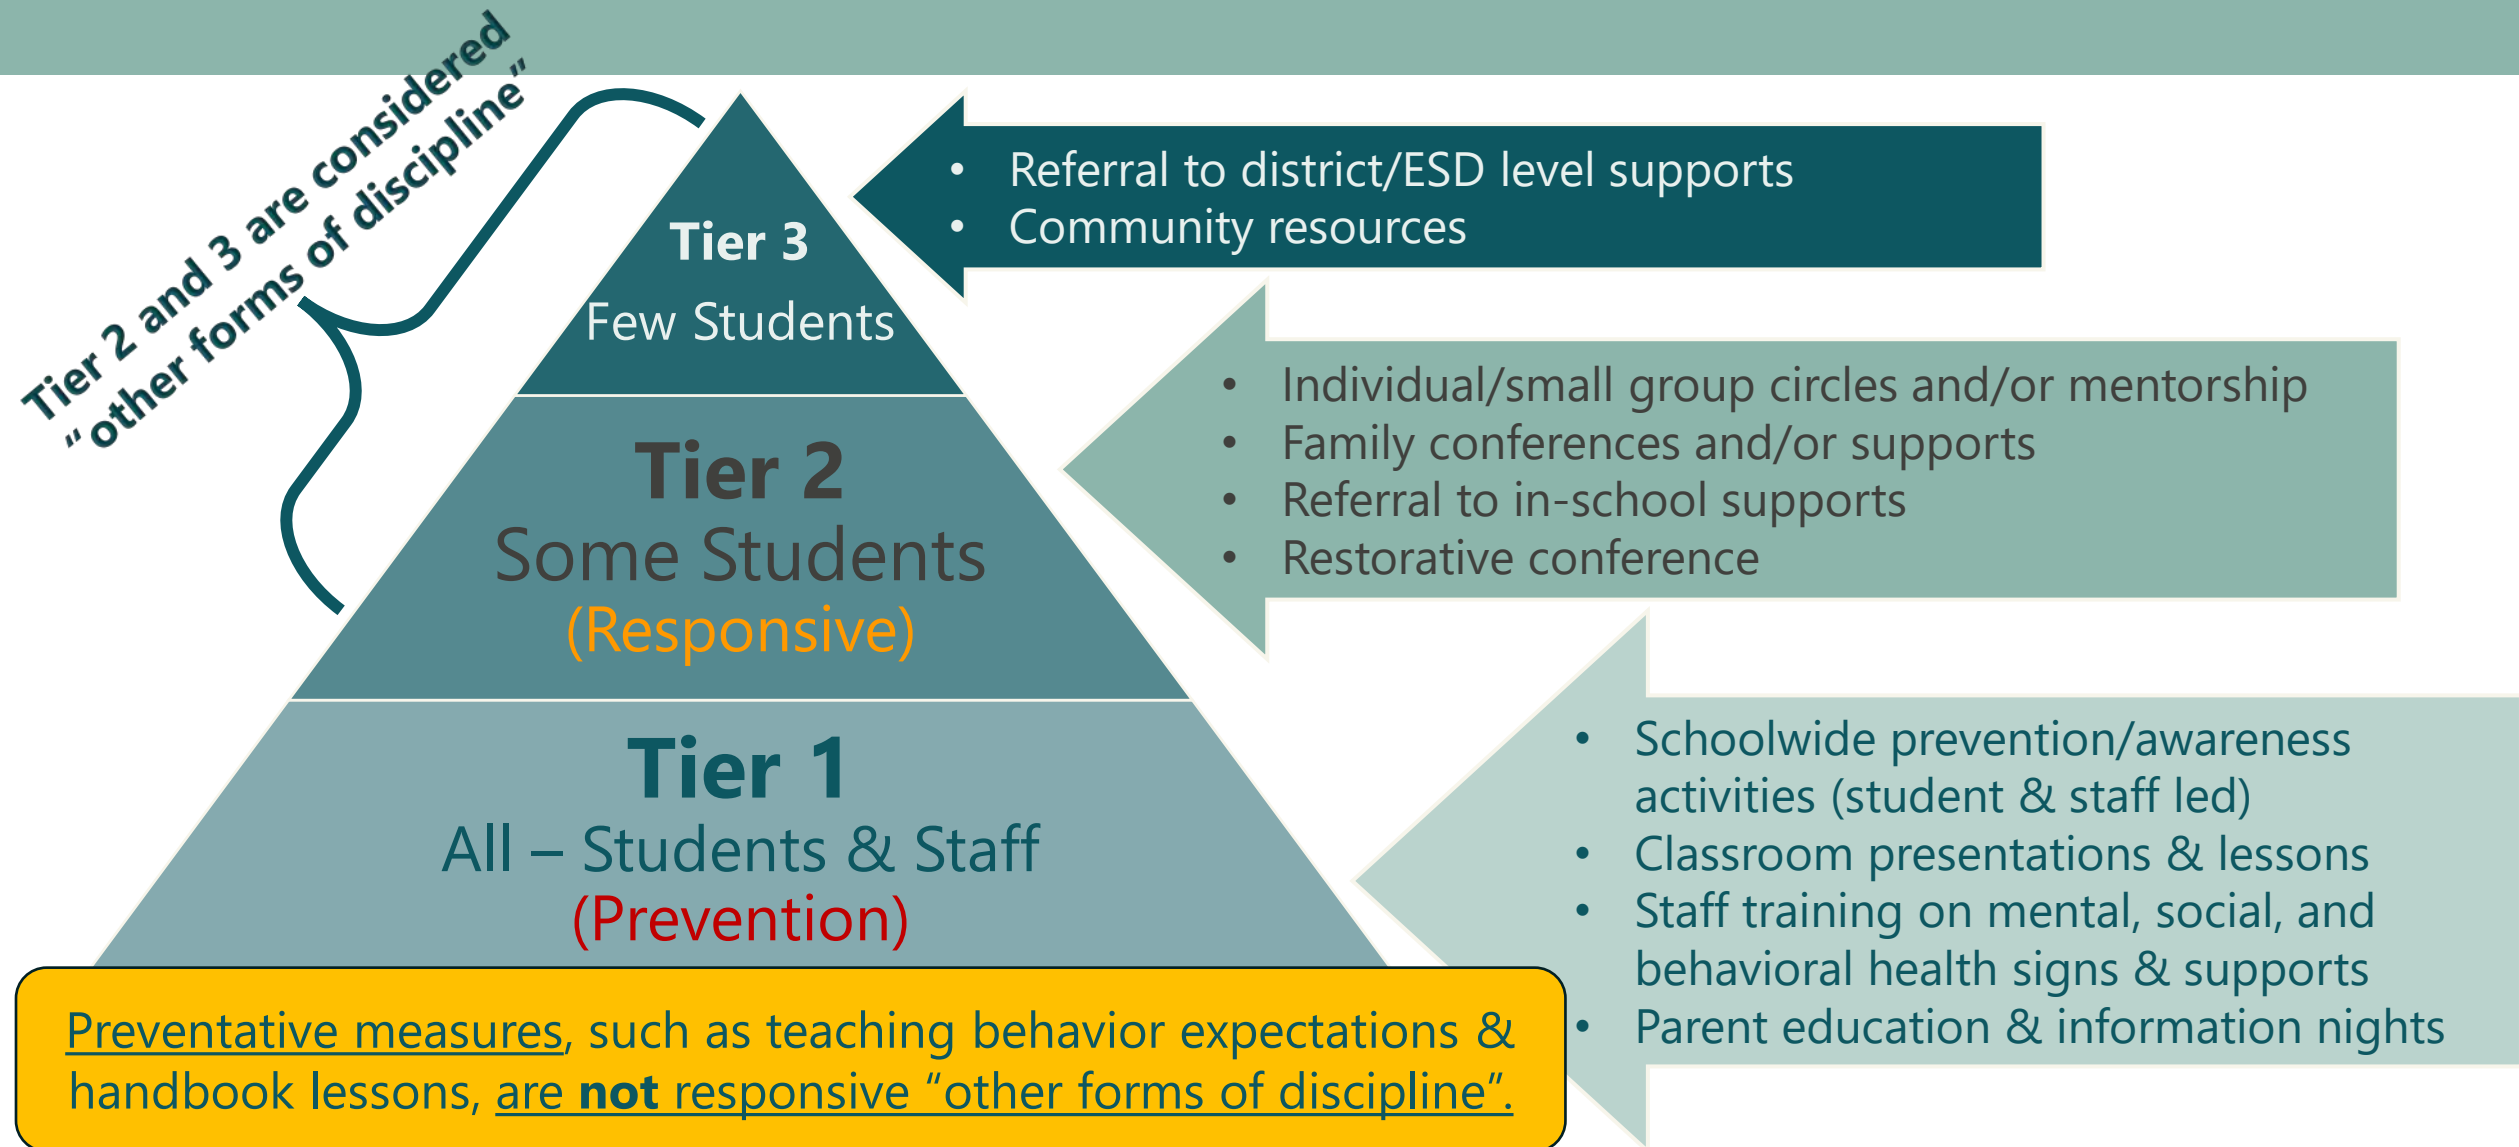 Tier 2 and 3 are considered
“other forms of discipline”
Tier 3
Few Students
• Referral to district/ESD level supports
• Community resources
Tier 2
Some Students
(Responsive)
• Individual/small group circles and/or mentorship
• Family conferences and/or supports
• Referral to in-school supports
• Restorative conference
Tier 1
All – Students & Staff
(Prevention)
• Schoolwide prevention/awareness
activities (student & staff led)
• Classroom presentations & lessons
• Staff training on mental, social, and
behavioral health signs & supports
• Parent education & information nights
Preventative measures, such as teaching behavior expectations &
handbook lessons, are not responsive “other forms of discipline”.